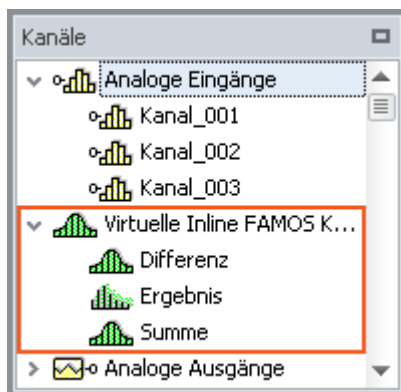 Kanäle
Analoge Eingänge
Kanal_001
Kanal_002
Kanal_003
Virtuelle Inline FAMOS K...
Differenz
Ergebnis
Summe
Analoge Ausgänge